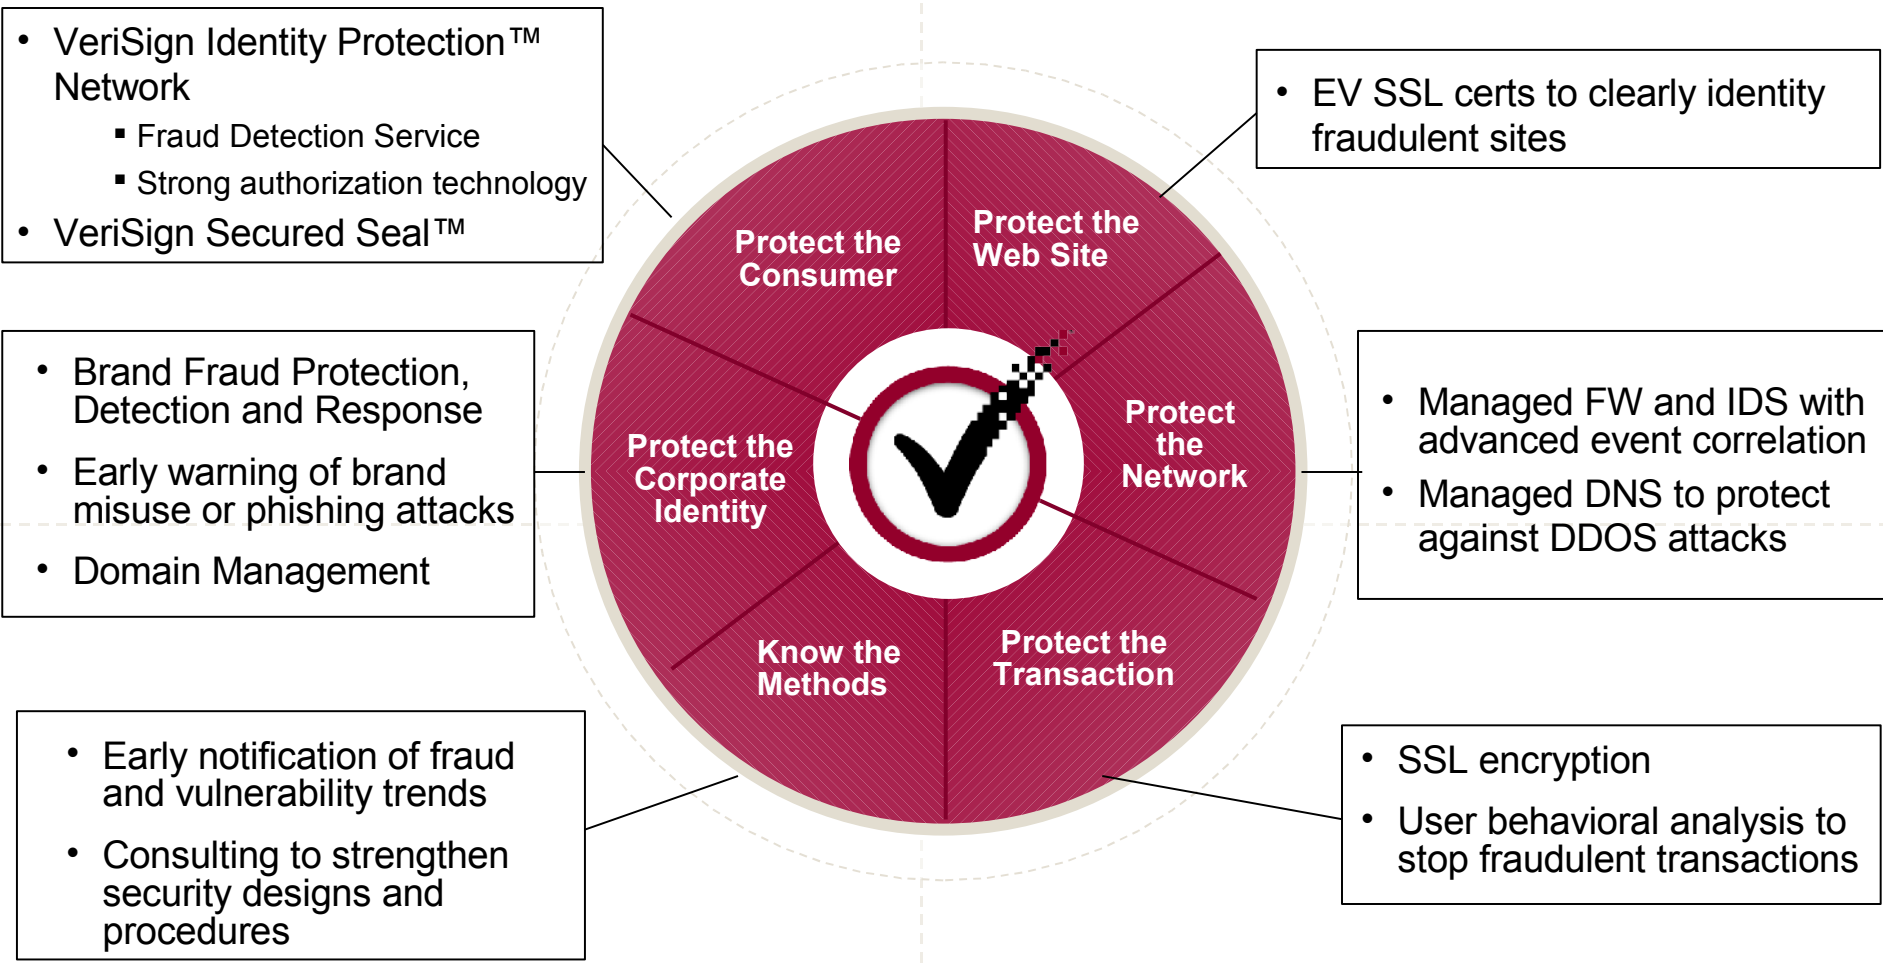 • VeriSign Identity Protection™
Network
▪ Fraud Detection Service
▪ Strong authorization technology
• VeriSign Secured Seal™
• EV SSL certs to clearly identity
fraudulent sites
Protect the
Consumer
Protect the
Web Site
• Brand Fraud Protection,
Detection and Response
• Early warning of brand
misuse or phishing attacks
• Domain Management
Protect the
Corporate
Identity
Protect
the
Network
• Managed FW and IDS with
advanced event correlation
• Managed DNS to protect
against DDOS attacks
Know the
Methods
Protect the
Transaction
• Early notification of fraud
and vulnerability trends
• Consulting to strengthen
security designs and
procedures
• SSL encryption
• User behavioral analysis to
stop fraudulent transactions